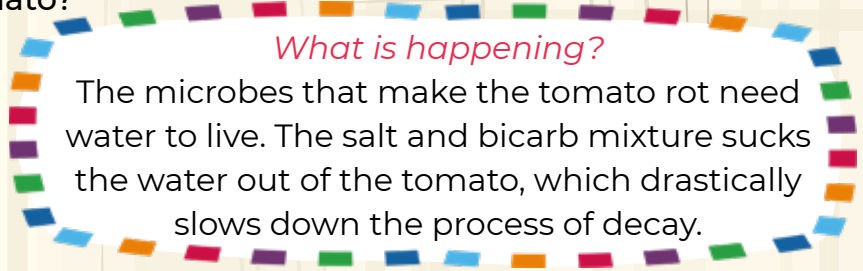 What is happening?
The microbes that make the tomato rot need
water to live. The salt and bicarb mixture sucks
the water out of the tomato, which drastically
slows down the process of decay.